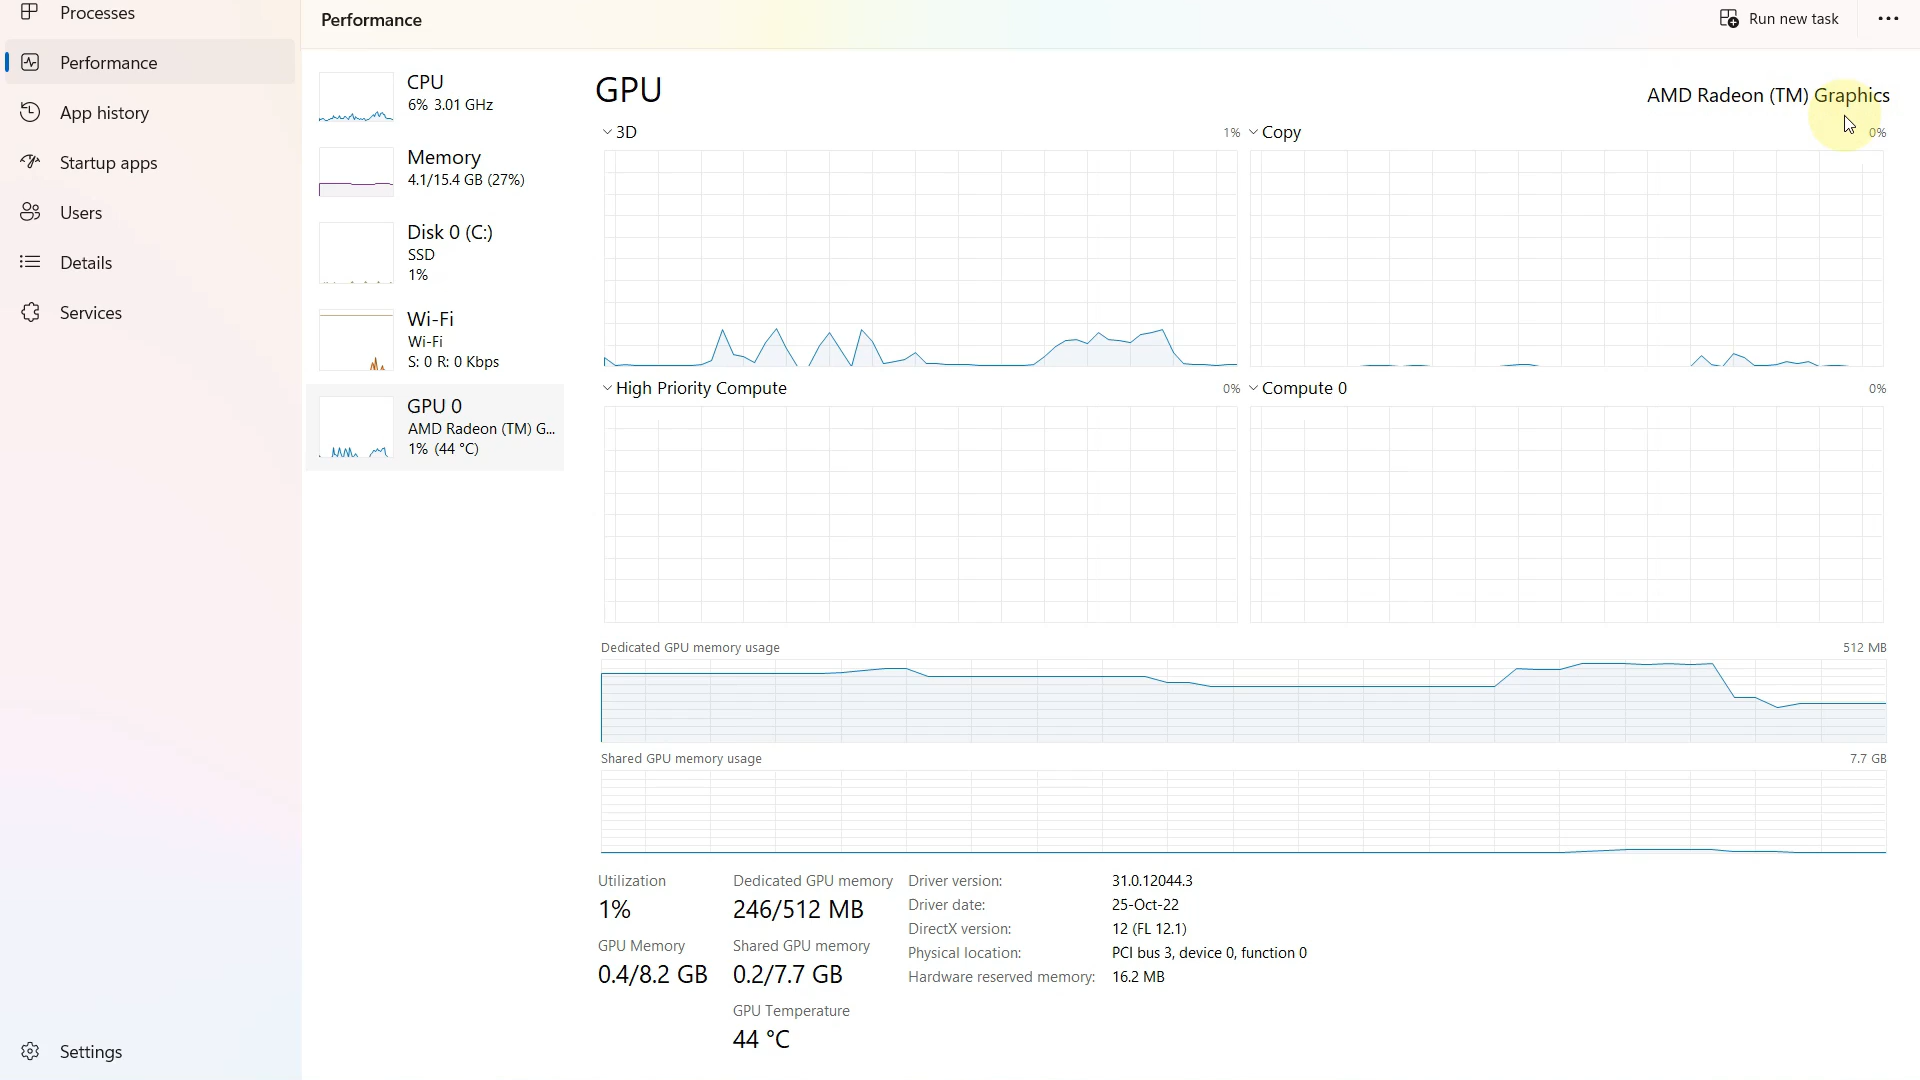 Processes
Performance
App history
Startup apps
Users
Details
Services
Settings
Performance
Run new task
CPU
6% 3.01 GHz
Memory
4.1/15.4 GB (27%)
Disk 0 (C:)
SSD
1%
Wi-Fi
Wi-Fi
S: 0 R: 0 Kbps
GPU 0
AMD Radeon (TM) G...
1% (44 °C)
GPU
AMD Radeon (TM) Graphics
3D 1%
Copy 0%
High Priority Compute 0%
Compute 0 0%
Dedicated GPU memory usage 512 MB
Shared GPU memory usage 7.7 GB
Utilization
1%
Dedicated GPU memory
246/512 MB
GPU Memory
0.4/8.2 GB
Shared GPU memory
0.2/7.7 GB
GPU Temperature
44 °C
Driver version: 31.0.12044.3
Driver date: 25-Oct-22
DirectX version: 12 (FL 12.1)
Physical location: PCI bus 3, device 0, function 0
Hardware reserved memory: 16.2 MB